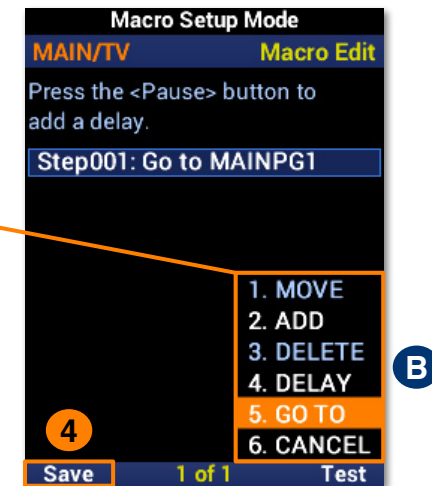 Macro Setup Mode
MAIN/TV Macro Edit
Press the <Pause> button to
add a delay.
Step001: Go to MAINPG1
1. MOVE
2. ADD
3. DELETE
B
4. DELAY
5. GO TO
4
6. CANCEL
Save 1 of 1 Test